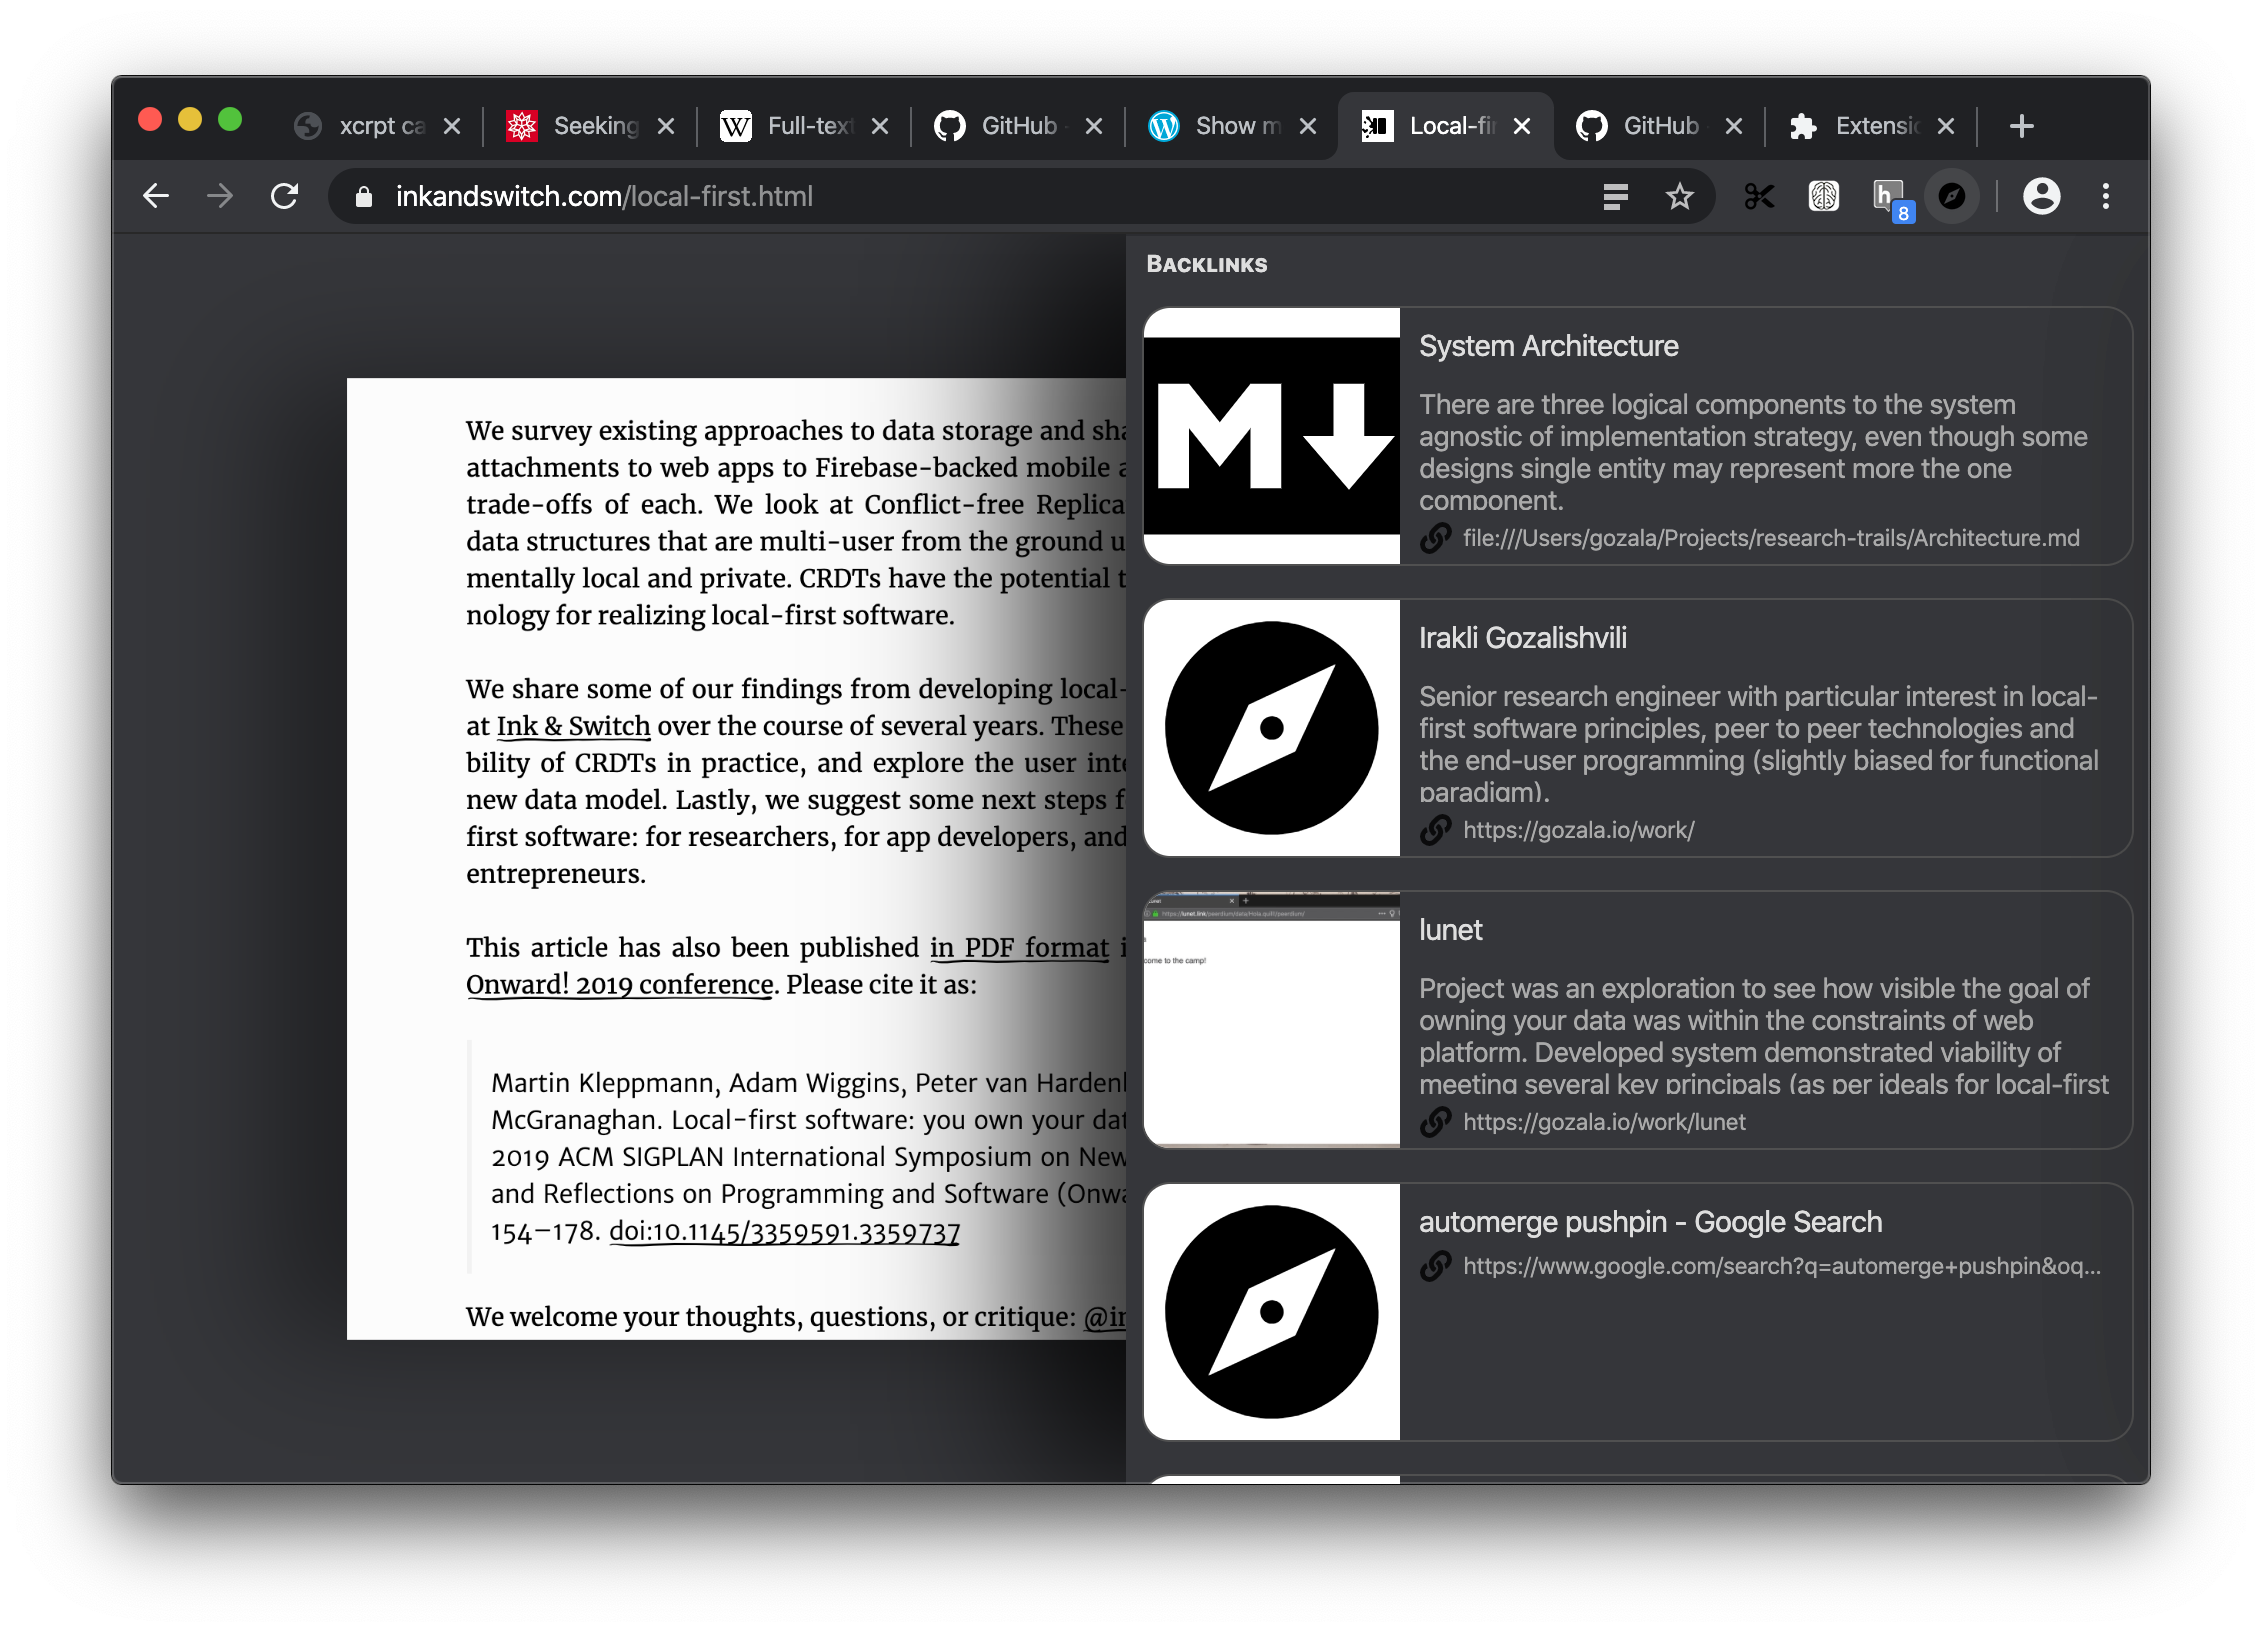 xcrpt ca
Seeking
W Full-text
GitHub
Show m
Local-fir
GitHub
Extensio
inkandswitch.com/local-first.html
h
8
We survey existing approaches to data storage and sha
attachments to web apps to Firebase-backed mobile a
trade-offs of each. We look at Conflict-free Replica
data structures that are multi-user from the ground u
mentally local and private. CRDTs have the potential t
nology for realizing local-first software.
We share some of our findings from developing local-
at Ink & Switch over the course of several years. These
bility of CRDTs in practice, and explore the user inte
new data model. Lastly, we suggest some next steps f
first software: for researchers, for app developers, and
entrepreneurs.
This article has also been published in PDF format i
Onward! 2019 conference. Please cite it as:
Martin Kleppmann, Adam Wiggins, Peter van Hardenb
McGranaghan. Local-first software: you own your dat
2019 ACM SIGPLAN International Symposium on New
and Reflections on Programming and Software (Onwa
154–178. doi:10.1145/3359591.3359737
We welcome your thoughts, questions, or critique: @in
BACKLINKS
M
System Architecture
There are three logical components to the system
agnostic of implementation strategy, even though some
designs single entity may represent more the one
component.
file:///Users/gozala/Projects/research-trails/Architecture.md
Irakli Gozalishvili
Senior research engineer with particular interest in local-
first software principles, peer to peer technologies and
the end-user programming (slightly biased for functional
paradigm).
https://gozala.io/work/
https://lunet.link/peerdium/data/Hola.quilt/peerdium/
come to the camp!
lunet
Project was an exploration to see how visible the goal of
owning your data was within the constraints of web
platform. Developed system demonstrated viability of
meeting several key principals (as per ideals for local-first
https://gozala.io/work/lunet
automerge pushpin - Google Search
https://www.google.com/search?q=automerge+pushpin&oq...